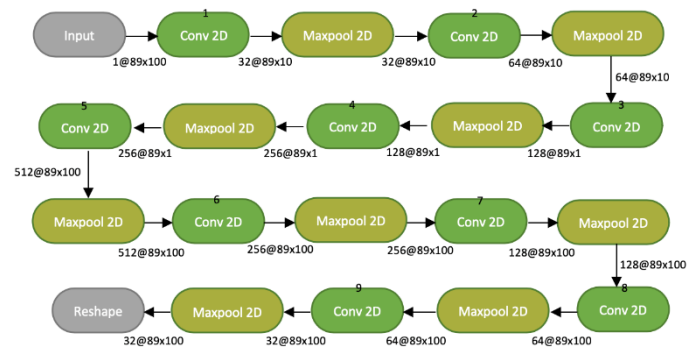 1
2
Input
Conv 2D
Maxpool 2D
Conv 2D
Maxpool 2D
1@89x100
32@89x10
32@89x10
64@89x10
64@89x10
5
4
3
Conv 2D
Maxpool 2D
Conv 2D
Maxpool 2D
Conv 2D
256@89x1
256@89x1
128@89x1
128@89x1
512@89x100
6
7
Maxpool 2D
Conv 2D
Maxpool 2D
Conv 2D
Maxpool 2D
512@89x100
256@89x100
256@89x100
128@89x100
128@89x100
9
8
Reshape
Maxpool 2D
Conv 2D
Maxpool 2D
Conv 2D
32@89x100
32@89x100
64@89x100
64@89x100